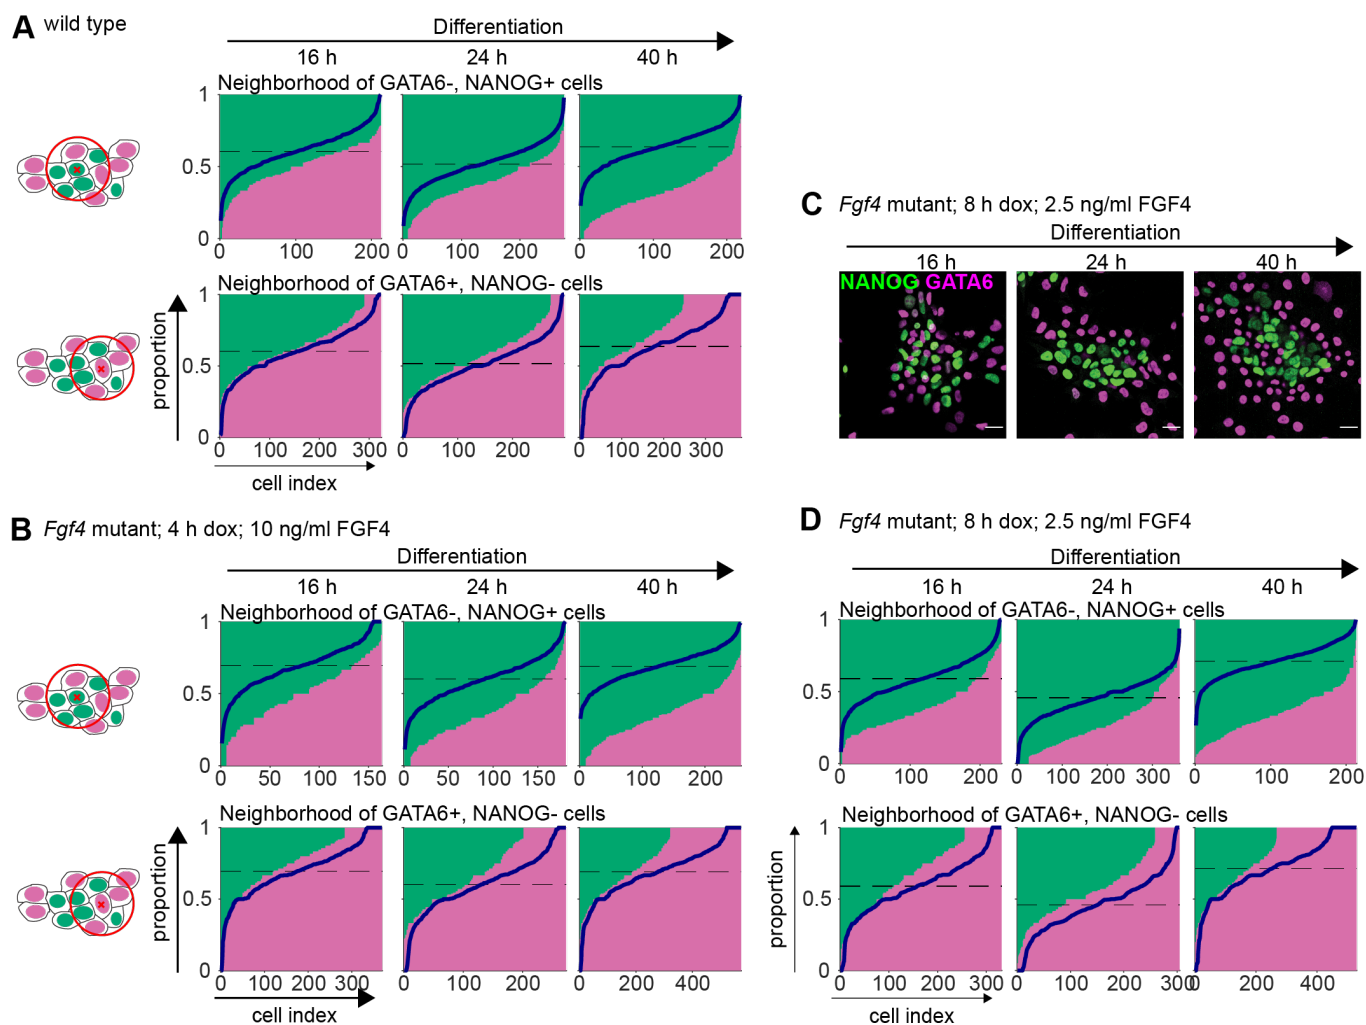 A wild type
Differentiation
16 h 24 h 40 h
Neighborhood of GATA6-, NANOG+ cells
1
0.5
0
0 100 200 0 100 200 0 100 200
Neighborhood of GATA6+, NANOG- cells
proportion
1
0.5
0
0 100 200 300 0 100 200 0 100 200 300
cell index
B Fgf4 mutant; 4 h dox; 10 ng/ml FGF4
Differentiation
16 h 24 h 40 h
Neighborhood of GATA6-, NANOG+ cells
1
0.5
0
0 50 100 150 0 50 100 150 0 100 200
Neighborhood of GATA6+, NANOG- cells
proportion
1
0.5
0
0 100 200 300 0 100 200 0 200 400
cell index
C Fgf4 mutant; 8 h dox; 2.5 ng/ml FGF4
Differentiation
16 h 24 h 40 h
NANOG GATA6
D Fgf4 mutant; 8 h dox; 2.5 ng/ml FGF4
Differentiation
16 h 24 h 40 h
Neighborhood of GATA6-, NANOG+ cells
1
0.5
0
0 100 200 0 100 200 300 0 100 200
Neighborhood of GATA6+, NANOG- cells
proportion
1
0.5
0
0 100 200 300 0 100 200 300 0 200 400
cell index